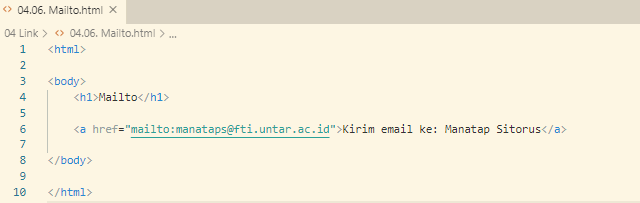 <> 04.06. Mailto.html ×
04 Link > <> 04.06. Mailto.html > ...
1 <html>
2
3 <body>
4 <h1>Mailto</h1>
5
6 <a href="mailto:manataps@fti.untar.ac.id">Kirim email ke: Manatap Sitorus</a>
7
8 </body>
9
10 </html>